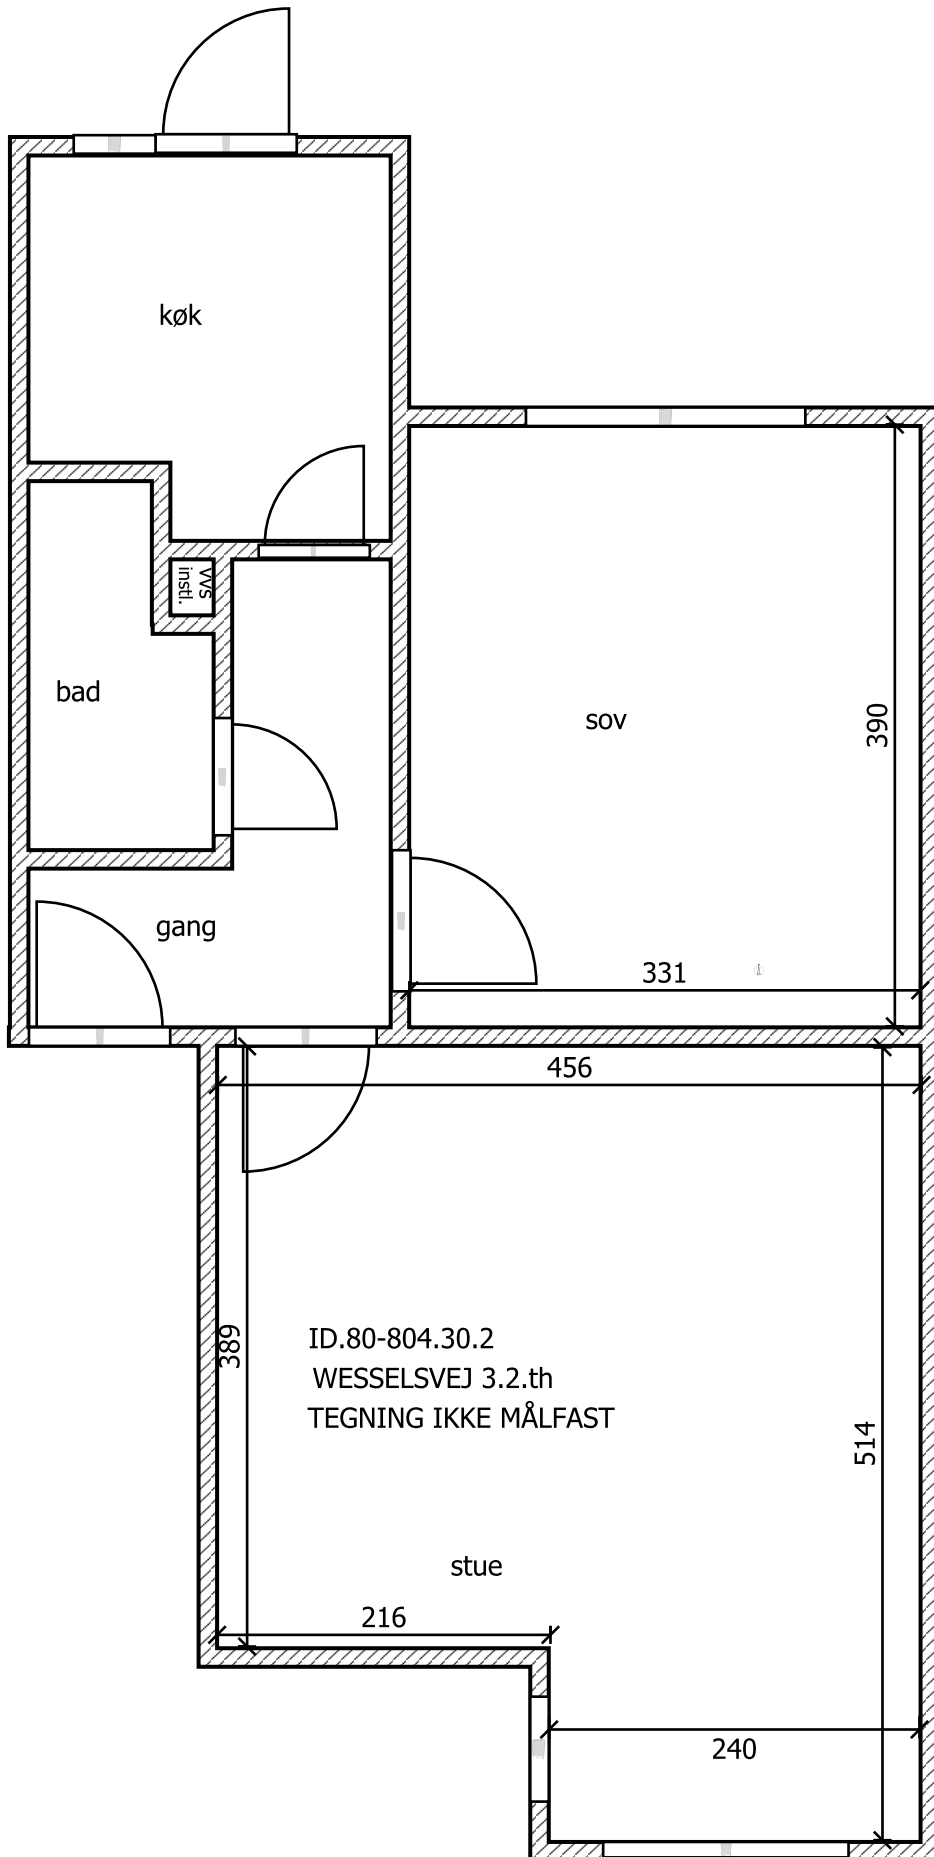 køk
VVS
instl.
bad
sov
390
gang
331
456
389
ID.80-804.30.2
WESSELSVEJ 3.2.th
TEGNING IKKE MÅLFAST
514
stue
216
240